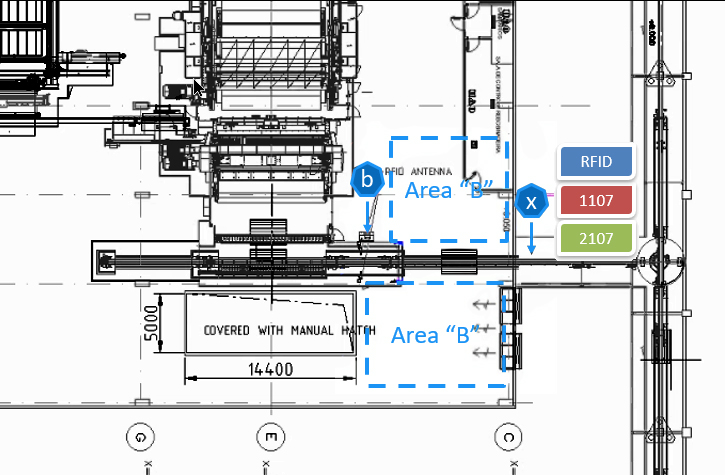 RFID ANTENNA
b
Area “B”
x
RFID
1107
2107
5000
COVERED WITH MANUAL HATCH
Area “B”
14400
G
E
C